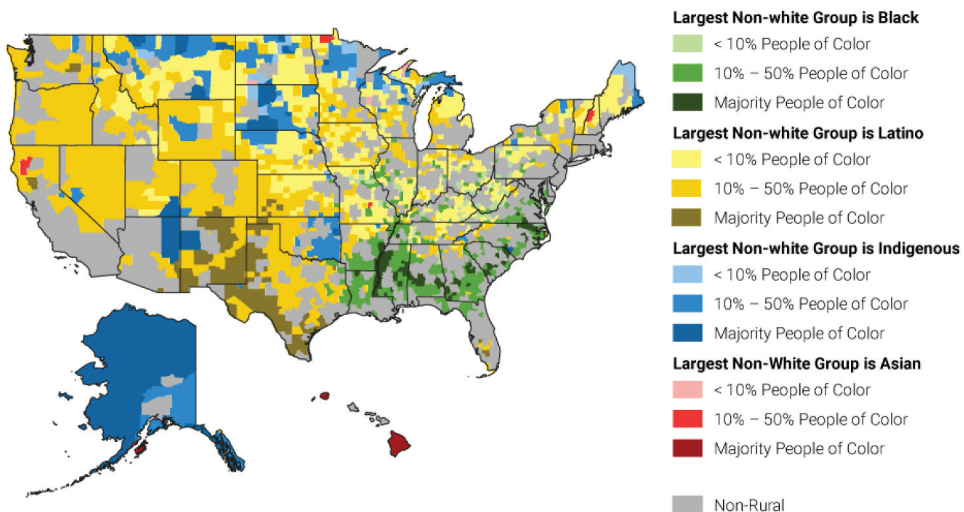 Largest Non-white Group is Black
< 10% People of Color
10% – 50% People of Color
Majority People of Color
Largest Non-white Group is Latino
< 10% People of Color
10% – 50% People of Color
Majority People of Color
Largest Non-white Group is Indigenous
< 10% People of Color
10% – 50% People of Color
Majority People of Color
Largest Non-White Group is Asian
< 10% People of Color
10% – 50% People of Color
Majority People of Color
Non-Rural